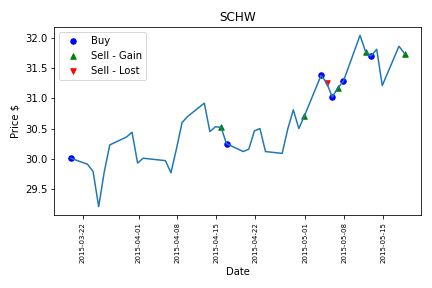 SCHW
Buy
Sell - Gain
Sell - Lost
Price $
32.0
31.5
31.0
30.5
30.0
29.5
2015-03-22
2015-04-01
2015-04-08
2015-04-15
2015-04-22
2015-05-01
2015-05-08
2015-05-15
Date